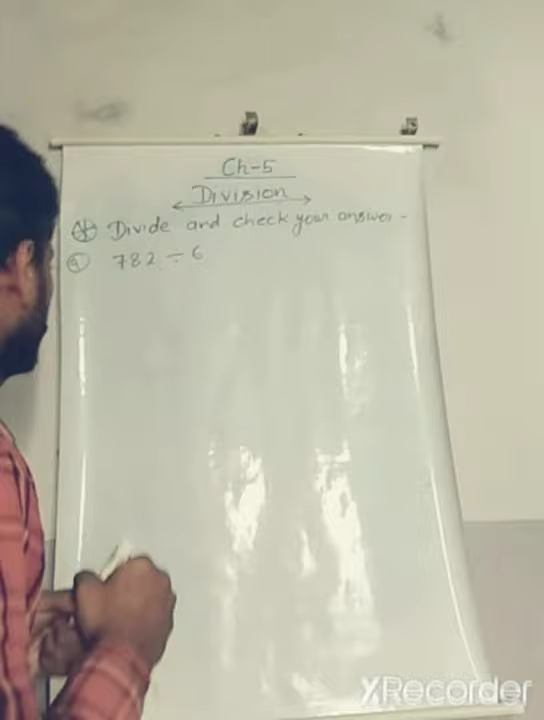 Ch-5
Division
Divide and check your answer -
a 782 ÷ 6
XRecorder